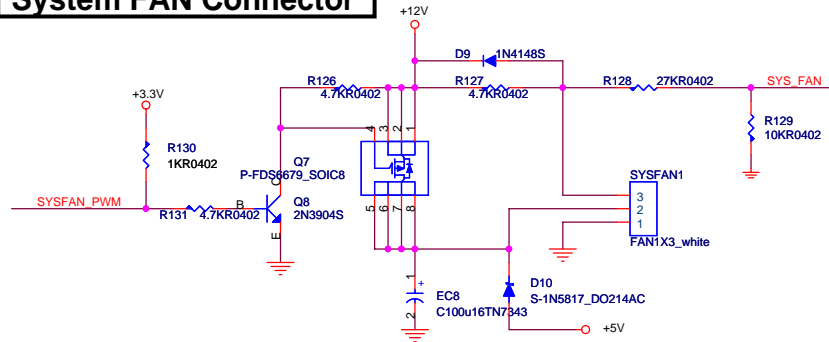 System FAN Connector
+12V
D9
1N4148S
R126
4.7KR0402
R127
4.7KR0402
R128
27KR0402
SYS_FAN
+3.3V
4
3
2
1
R129
10KR0402
R130
1KR0402
Q7
P-FDS6679_SOIC8
C
SYSFAN1
SYSFAN_PWM
R131
4.7KR0402
B
Q8
2N3904S
E
5
6
7
8
3
2
1
FAN1X3_white
1
+
EC8
C100u16TN7343
2
D10
S-1N5817_DO214AC
+5V